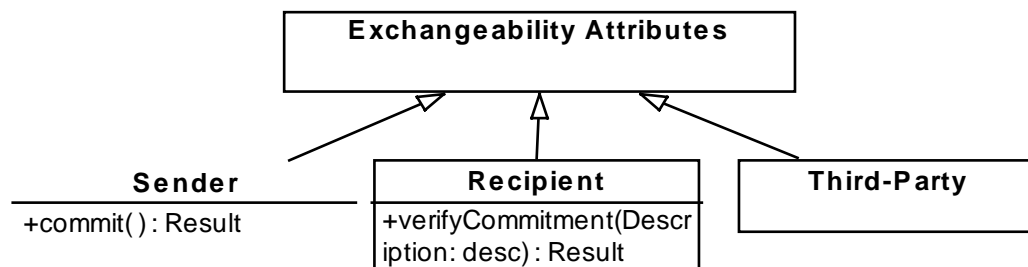 Exchangeability Attributes
Sender
+commit() : Result
Recipient
+verifyCommitment(Descr
iption: desc) : Result
Third-Party